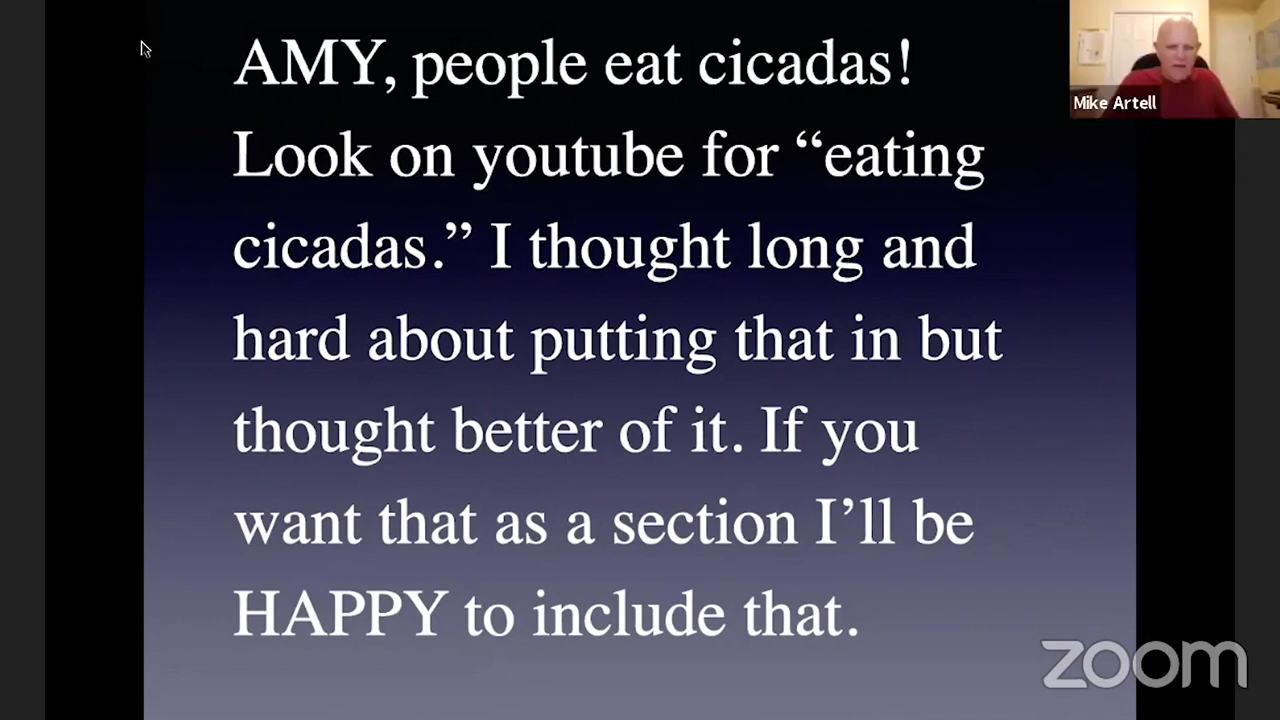 AMY, people eat cicadas!
Look on youtube for “eating
cicadas.” I thought long and
hard about putting that in but
thought better of it. If you
want that as a section I’ll be
HAPPY to include that.
Mike Artell
zoom